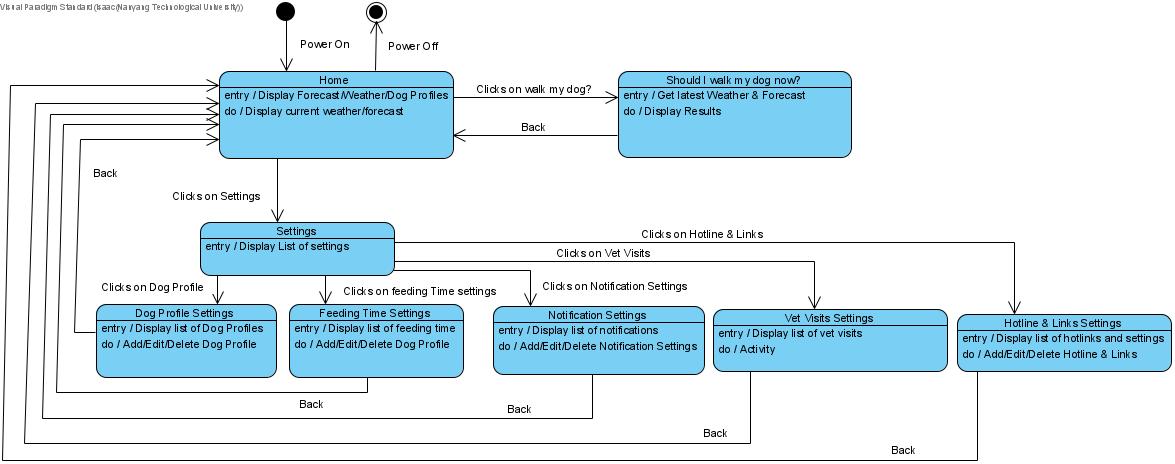 Visual Paradigm Standard (Isaac(Nanyang Technological University))
Power On
Power Off
Home
entry / Display Forecast/Weather/Dog Profiles
do / Display current weather/forecast
Clicks on walk my dog?
Should I walk my dog now?
entry / Get latest Weather & Forecast
do / Display Results
Back
Back
Clicks on Settings
Settings
entry / Display List of settings
Clicks on Hotline & Links
Clicks on Vet Visits
Clicks on Dog Profile
Clicks on feeding Time settings
Clicks on Notification Settings
Dog Profile Settings
entry / Display list of Dog Profiles
do / Add/Edit/Delete Dog Profile
Feeding Time Settings
entry / Display list of feeding time
do / Add/Edit/Delete Dog Profile
Notification Settings
entry / Display list of notifications
do / Add/Edit/Delete Notification Settings
Vet Visits Settings
entry / Display list of vet visits
do / Activity
Hotline & Links Settings
entry / Display list of hotlinks and settings
do / Add/Edit/Delete Hotline & Links
Back
Back
Back
Back